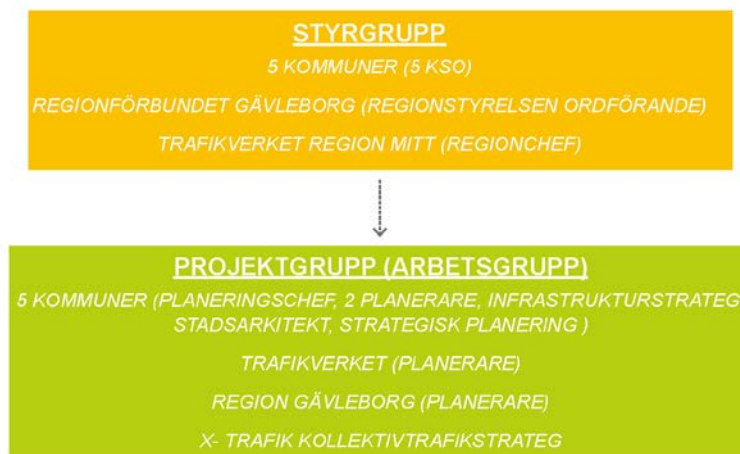 STYRGRUPP
5 KOMMUNER (5 KSO)
REGIONFÖRBUNDET GÄVLEBORG (REGIONSTYRELSEN ORDFÖRANDE)
TRAFIKVERKET REGION MITT (REGIONCHEF)
PROJEKTGRUPP (ARBETSGRUPP)
5 KOMMUNER (PLANERINGSCHEF, 2 PLANERARE, INFRASTRUKTURSTRATEG
STADSARKITEKT, STRATEGISK PLANERING )
TRAFIKVERKET (PLANERARE)
REGION GÄVLEBORG (PLANERARE)
X- TRAFIK KOLLEKTIVTRAFIKSTRATEG